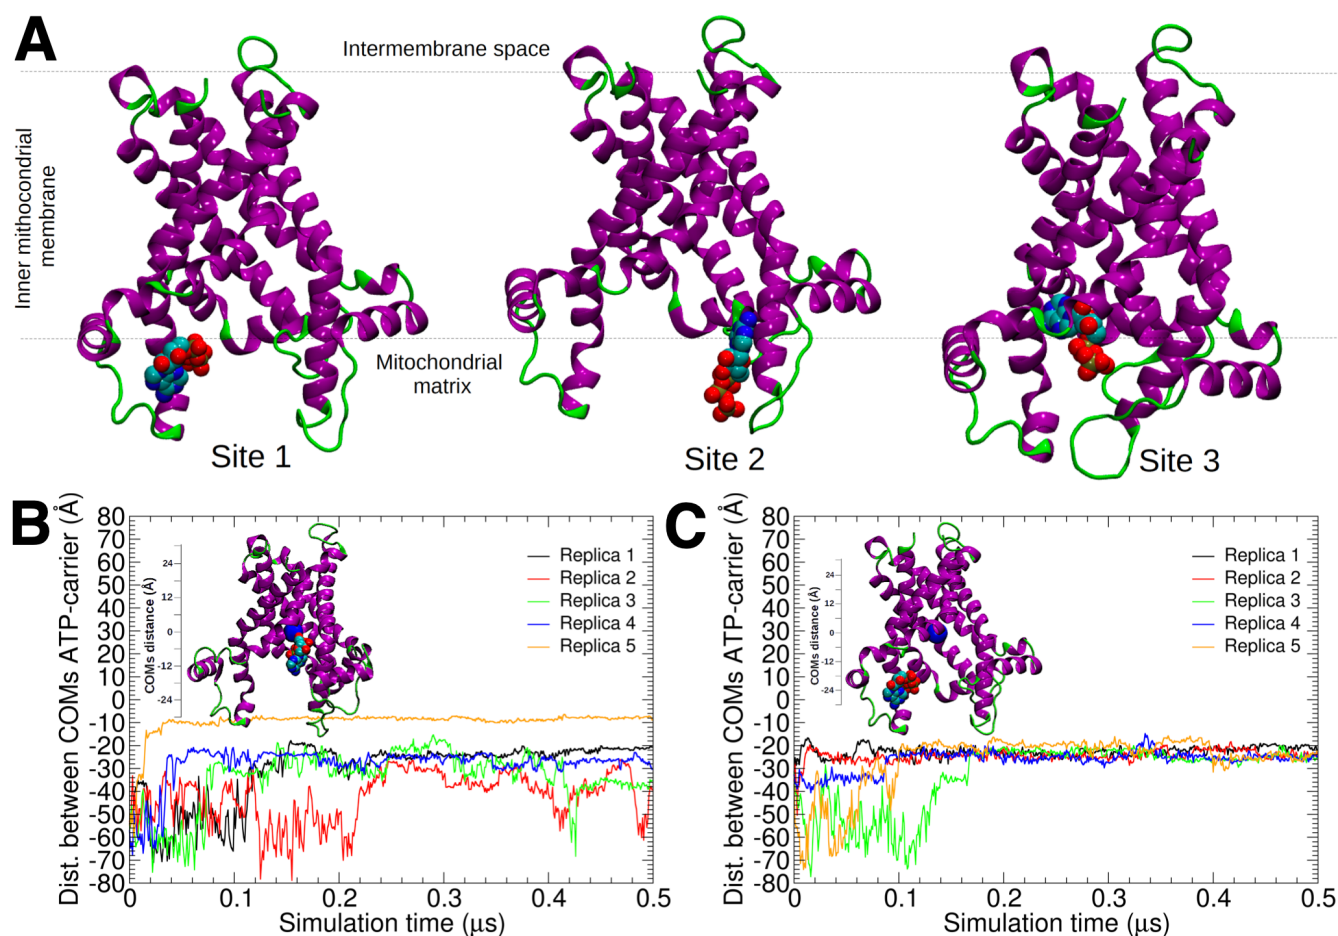 A
Intermembrane space
Inner mithocondrial
membrane
Mitochondrial
matrix
Site 1
Site 2
Site 3
B
Dist. between COMs ATP-carrier (Å)
80
70
60
50
40
30
20
10
0
-10
-20
-30
-40
-50
-60
-70
-80
COMs distance (Å)
24
12
0
-12
-24
Replica 1
Replica 2
Replica 3
Replica 4
Replica 5
0
0.1
0.2
0.3
0.4
0.5
Simulation time (μs)
C
Dist. between COMs ATP-carrier (Å)
80
70
60
50
40
30
20
10
0
-10
-20
-30
-40
-50
-60
-70
-80
COMs distance (Å)
24
12
0
-12
-24
Replica 1
Replica 2
Replica 3
Replica 4
Replica 5
0
0.1
0.2
0.3
0.4
0.5
Simulation time (μs)